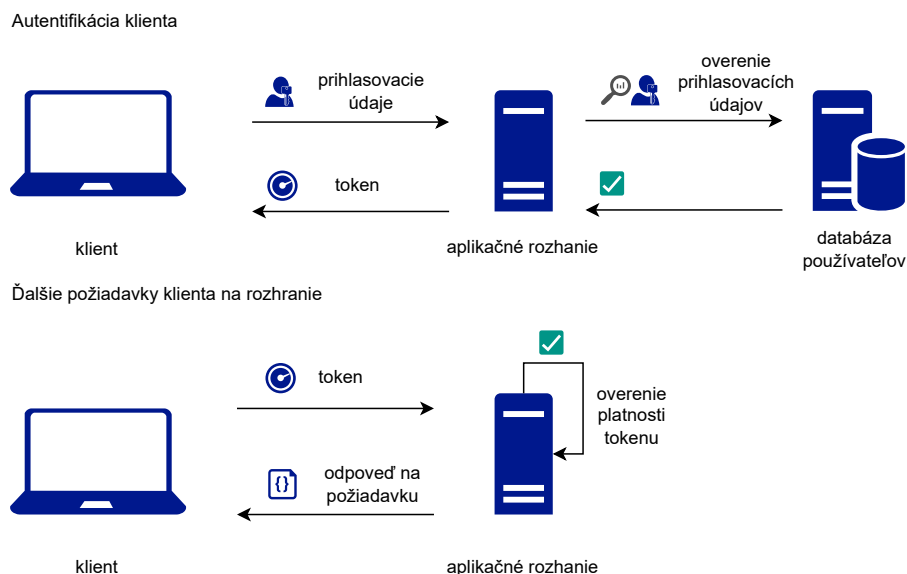 Autentifikácia klienta
prihlasovacie
údaje
overenie
prihlasovacích
údajov
token
klient
aplikačné rozhanie
databáza
používateľov
Ďalšie požiadavky klienta na rozhranie
token
overenie
platnosti
tokenu
odpoveď na
požiadavku
klient
aplikačné rozhanie